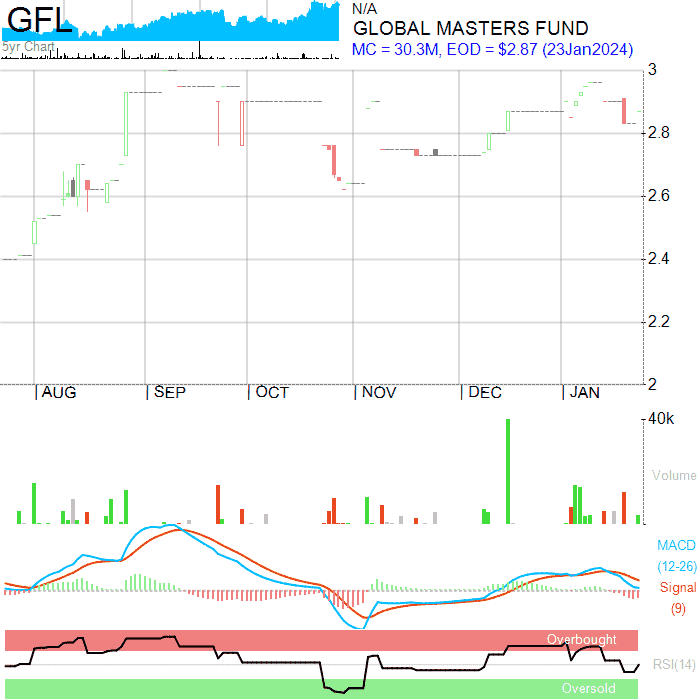 GFL
N/A
GLOBAL MASTERS FUND
5yr Chart
MC = 30.3M, EOD = $2.87 (23Jan2024)
3
2.8
2.6
2.4
2.2
2
AUG SEP OCT NOV DEC JAN
40k
Volume
MACD
(12-26)
Signal
(9)
Overbought
RSI(14)
Oversold